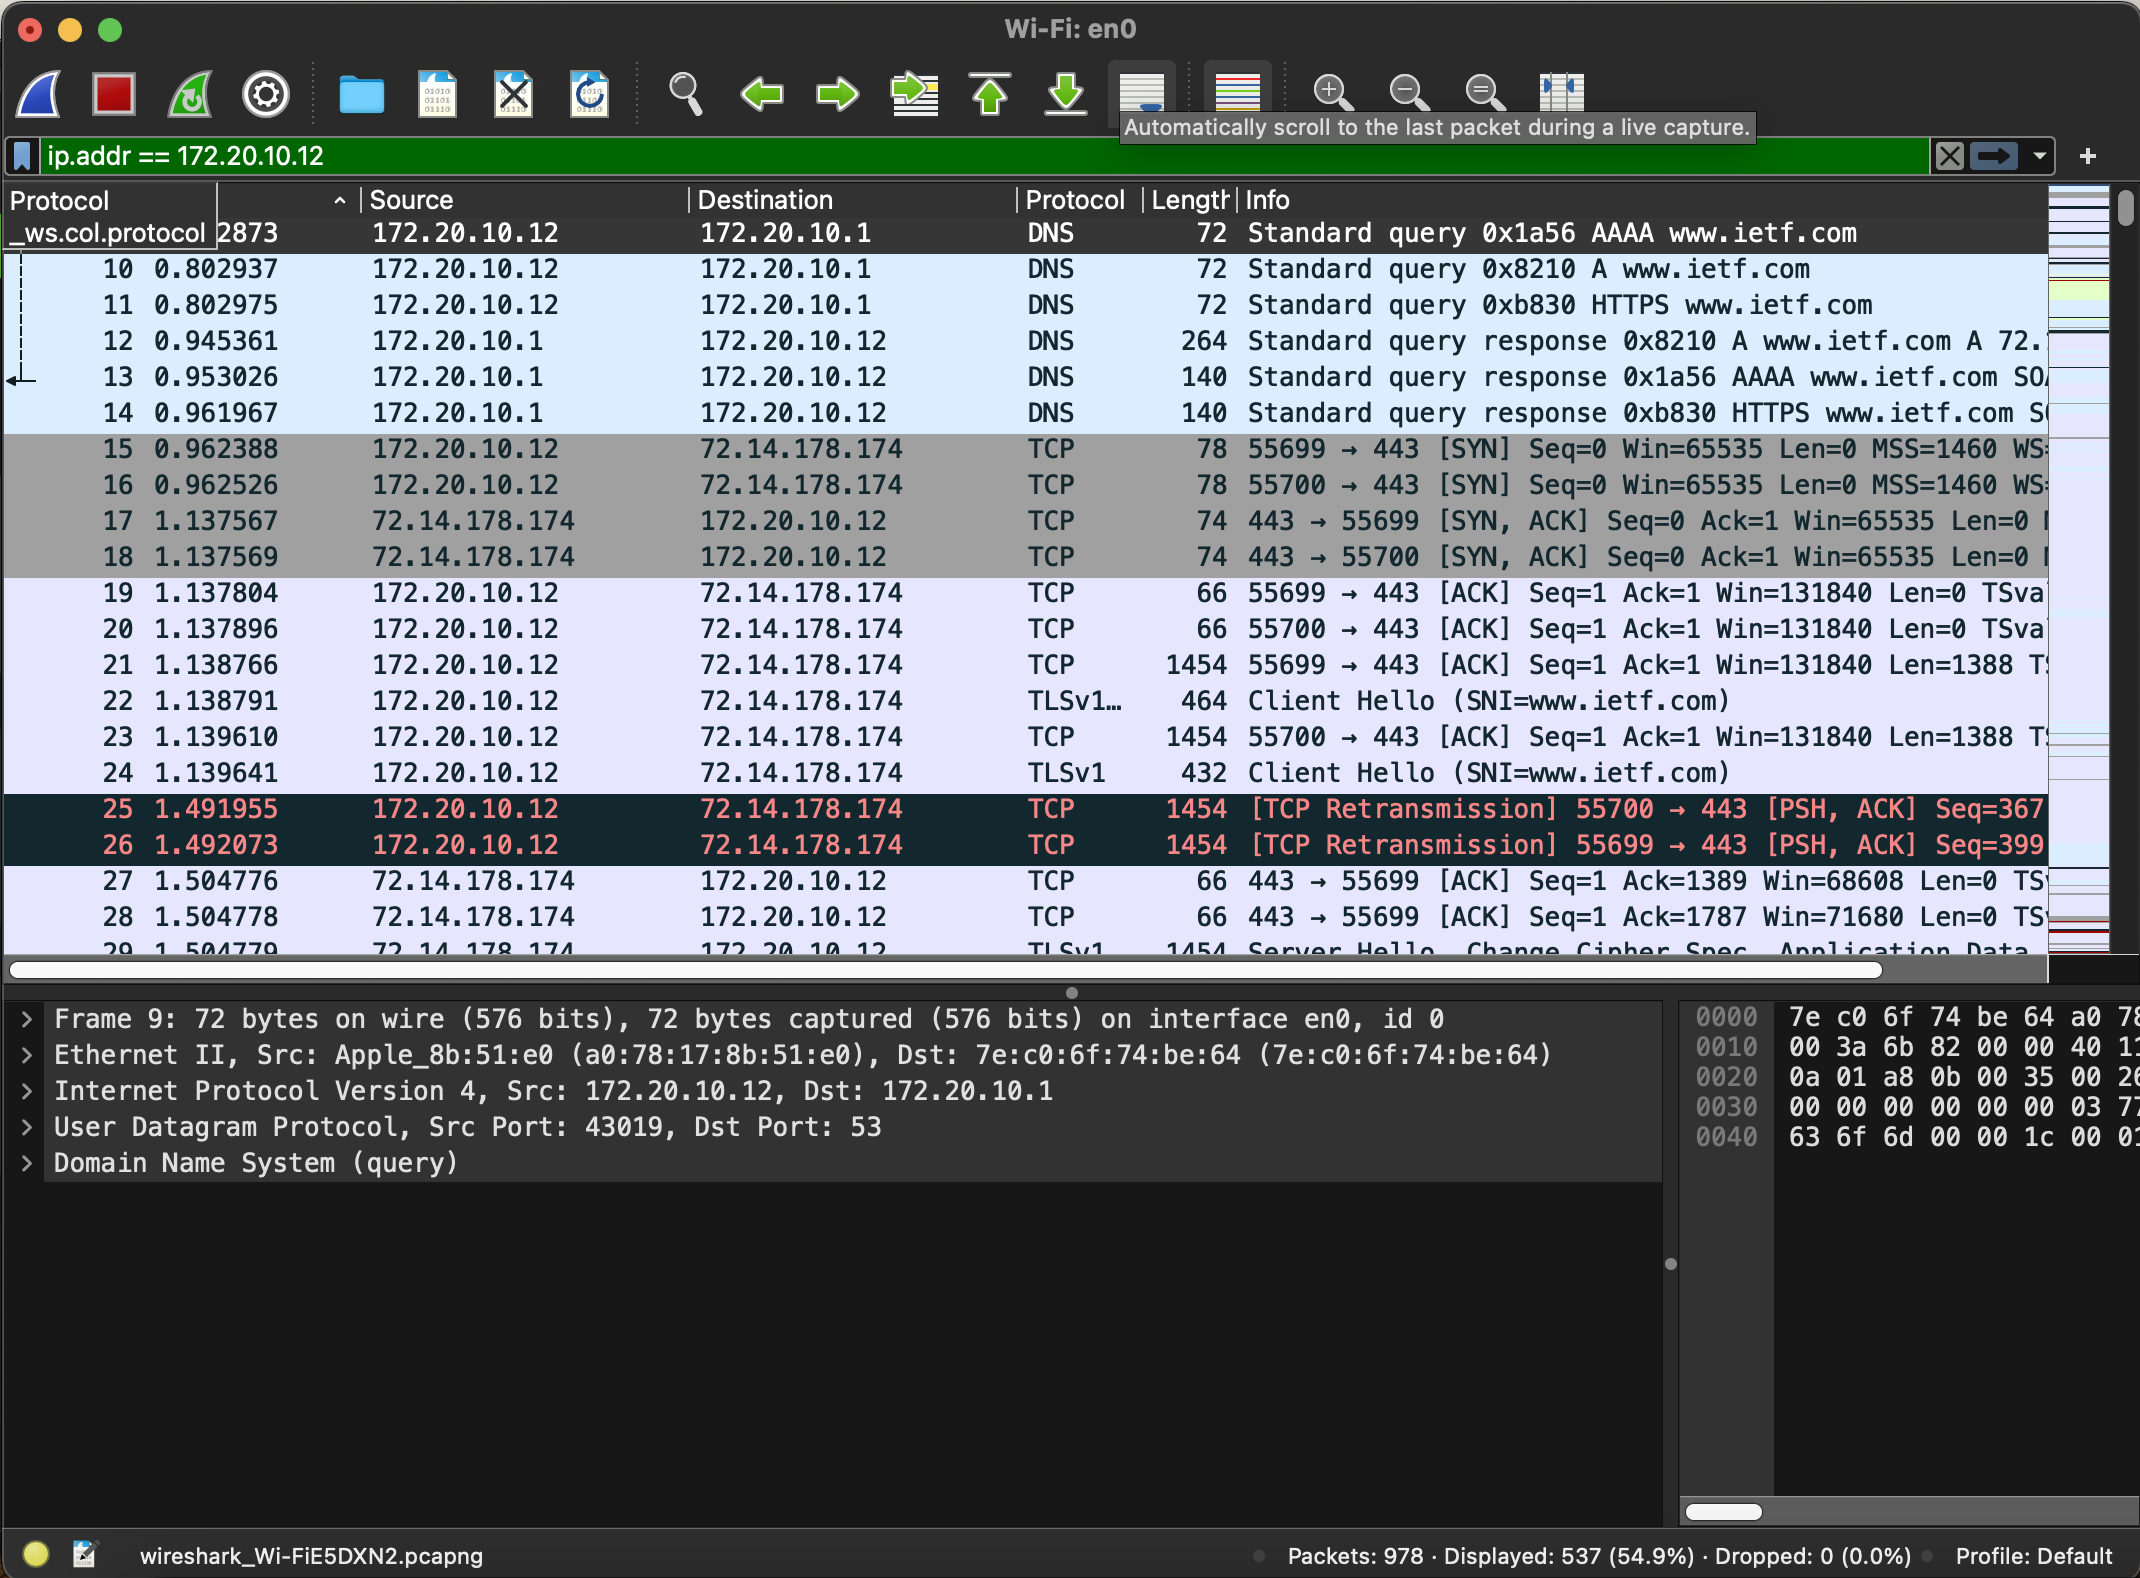 Wi-Fi: en0
Automatically scroll to the last packet during a live capture.
ip.addr == 172.20.10.12
Protocol Source Destination Protocol Length Info
_ws.col.protocol 2873 172.20.10.12 172.20.10.1 DNS 72 Standard query 0x1a56 AAAA www.ietf.com
10 0.802937 172.20.10.12 172.20.10.1 DNS 72 Standard query 0x8210 A www.ietf.com
11 0.802975 172.20.10.12 172.20.10.1 DNS 72 Standard query 0xb830 HTTPS www.ietf.com
12 0.945361 172.20.10.1 172.20.10.12 DNS 264 Standard query response 0x8210 A www.ietf.com A 72.
13 0.953026 172.20.10.1 172.20.10.12 DNS 140 Standard query response 0x1a56 AAAA www.ietf.com SO
14 0.961967 172.20.10.1 172.20.10.12 DNS 140 Standard query response 0xb830 HTTPS www.ietf.com S
15 0.962388 172.20.10.12 72.14.178.174 TCP 78 55699 → 443 [SYN] Seq=0 Win=65535 Len=0 MSS=1460 WS=
16 0.962526 172.20.10.12 72.14.178.174 TCP 78 55700 → 443 [SYN] Seq=0 Win=65535 Len=0 MSS=1460 WS=
17 1.137567 72.14.178.174 172.20.10.12 TCP 74 443 → 55699 [SYN, ACK] Seq=0 Ack=1 Win=65535 Len=0
18 1.137569 72.14.178.174 172.20.10.12 TCP 74 443 → 55700 [SYN, ACK] Seq=0 Ack=1 Win=65535 Len=0
19 1.137804 172.20.10.12 72.14.178.174 TCP 66 55699 → 443 [ACK] Seq=1 Ack=1 Win=131840 Len=0 TSva
20 1.137896 172.20.10.12 72.14.178.174 TCP 66 55700 → 443 [ACK] Seq=1 Ack=1 Win=131840 Len=0 TSva
21 1.138766 172.20.10.12 72.14.178.174 TCP 1454 55699 → 443 [ACK] Seq=1 Ack=1 Win=131840 Len=1388 TS
22 1.138791 172.20.10.12 72.14.178.174 TLSv1… 464 Client Hello (SNI=www.ietf.com)
23 1.139610 172.20.10.12 72.14.178.174 TCP 1454 55700 → 443 [ACK] Seq=1 Ack=1 Win=131840 Len=1388 TS
24 1.139641 172.20.10.12 72.14.178.174 TLSv1 432 Client Hello (SNI=www.ietf.com)
25 1.491955 172.20.10.12 72.14.178.174 TCP 1454 [TCP Retransmission] 55700 → 443 [PSH, ACK] Seq=367
26 1.492073 172.20.10.12 72.14.178.174 TCP 1454 [TCP Retransmission] 55699 → 443 [PSH, ACK] Seq=399
27 1.504776 72.14.178.174 172.20.10.12 TCP 66 443 → 55699 [ACK] Seq=1 Ack=1389 Win=68608 Len=0 TS
28 1.504778 72.14.178.174 172.20.10.12 TCP 66 443 → 55699 [ACK] Seq=1 Ack=1787 Win=71680 Len=0 TS
29 1.504779 72.14.178.174 172.20.10.12 TLSv1 1454 Server Hello, Change Cipher Spec, Application Data
Frame 9: 72 bytes on wire (576 bits), 72 bytes captured (576 bits) on interface en0, id 0
Ethernet II, Src: Apple_8b:51:e0 (a0:78:17:8b:51:e0), Dst: 7e:c0:6f:74:be:64 (7e:c0:6f:74:be:64)
Internet Protocol Version 4, Src: 172.20.10.12, Dst: 172.20.10.1
User Datagram Protocol, Src Port: 43019, Dst Port: 53
Domain Name System (query)
0000 7e c0 6f 74 be 64 a0 78
0010 00 3a 6b 82 00 00 40 11
0020 0a 01 a8 0b 00 35 00 26
0030 00 00 00 00 00 00 03 77
0040 63 6f 6d 00 00 1c 00 01
wireshark_Wi-FiE5DXN2.pcapng
Packets: 978 · Displayed: 537 (54.9%) · Dropped: 0 (0.0%) Profile: Default